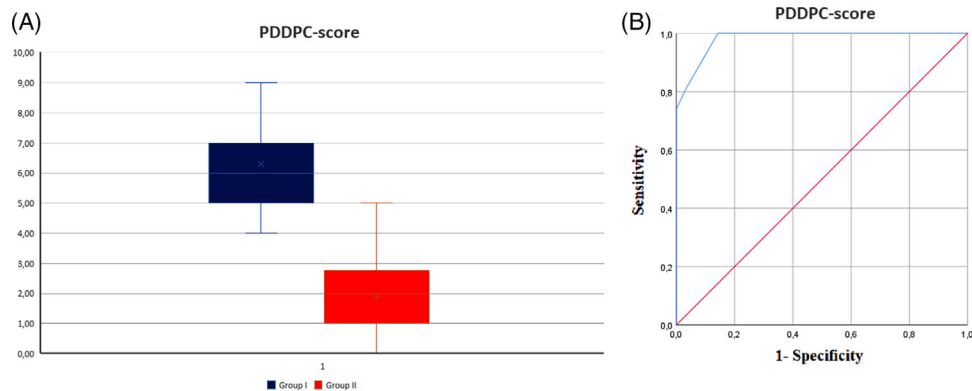 (A)
PDDPC-score
10,00
9,00
8,00
7,00
6,00
5,00
4,00
3,00
2,00
1,00
0,00
1
Group I Group II
(B)
PDDPC-score
1,0
0,8
0,6
0,4
0,2
0,0
Sensitivity
0,0 0,2 0,4 0,6 0,8 1,0
1- Specificity